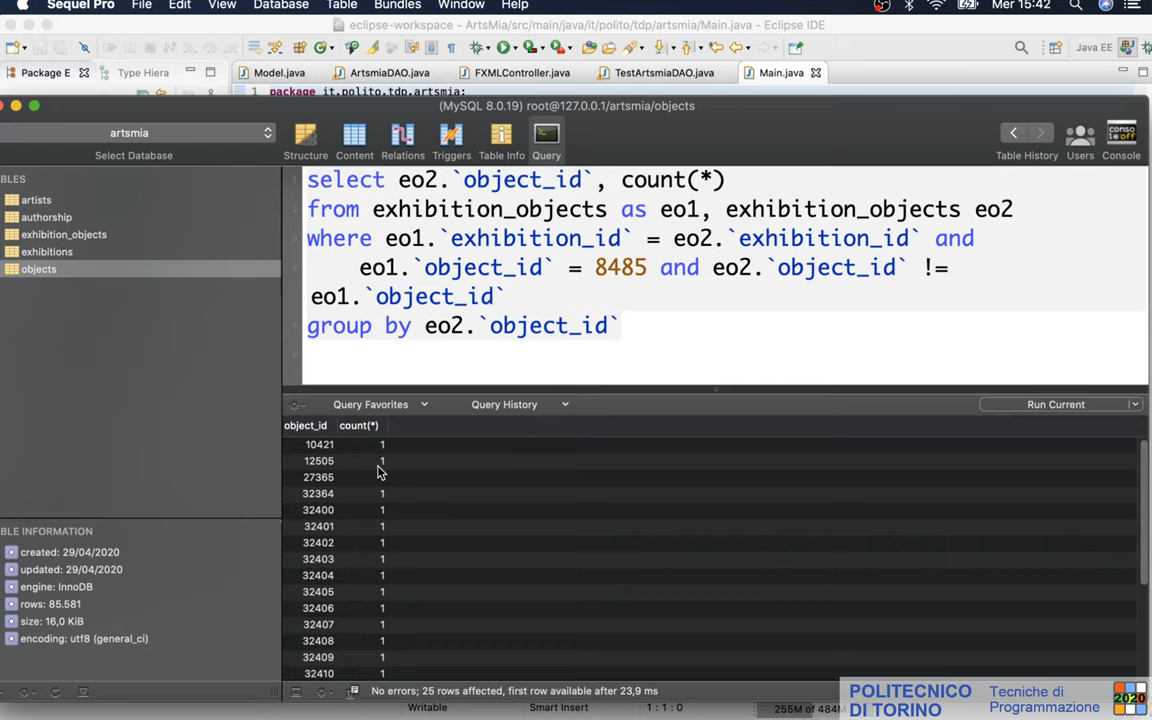 Sequel Pro File Edit View Database Table Bundles Window Help Mer 15:42
eclipse-workspace - ArtsMia/src/main/java/it/polito/tdp/artsmia/Main.java - Eclipse IDE
Java EE
Package E Type Hiera Model.java ArtsmiaDAO.java FXMLController.java TestArtsmiaDAO.java Main.java
1 package it.polito.tdp.artsmia;
(MySQL 8.0.19) root@127.0.0.1/artsmia/objects
artsmia
Select Database
Structure Content Relations Triggers Table Info Query Table History Users Console
console off
BLES
artists
authorship
exhibition_objects
exhibitions
objects
select eo2.`object_id`, count(*)
from exhibition_objects as eo1, exhibition_objects eo2
where eo1.`exhibition_id` = eo2.`exhibition_id` and
eo1.`object_id` = 8485 and eo2.`object_id` !=
eo1.`object_id`
group by eo2.`object_id`
Query Favorites Query History Run Current
object_id count(*)
10421 1
12505 1
27365
32364 1
32400 1
32401 1
32402 1
32403 1
32404 1
32405 1
32406 1
32407 1
32408 1
32409 1
32410 1
BLE INFORMATION
created: 29/04/2020
updated: 29/04/2020
engine: InnoDB
rows: 85.581
size: 16,0 KiB
encoding: utf8 (general_ci)
No errors; 25 rows affected, first row available after 23,9 ms
Writable Smart Insert 1 : 1 : 0 255M of 484M
POLITECNICO
DI TORINO
Tecniche di
Programmazione
2020